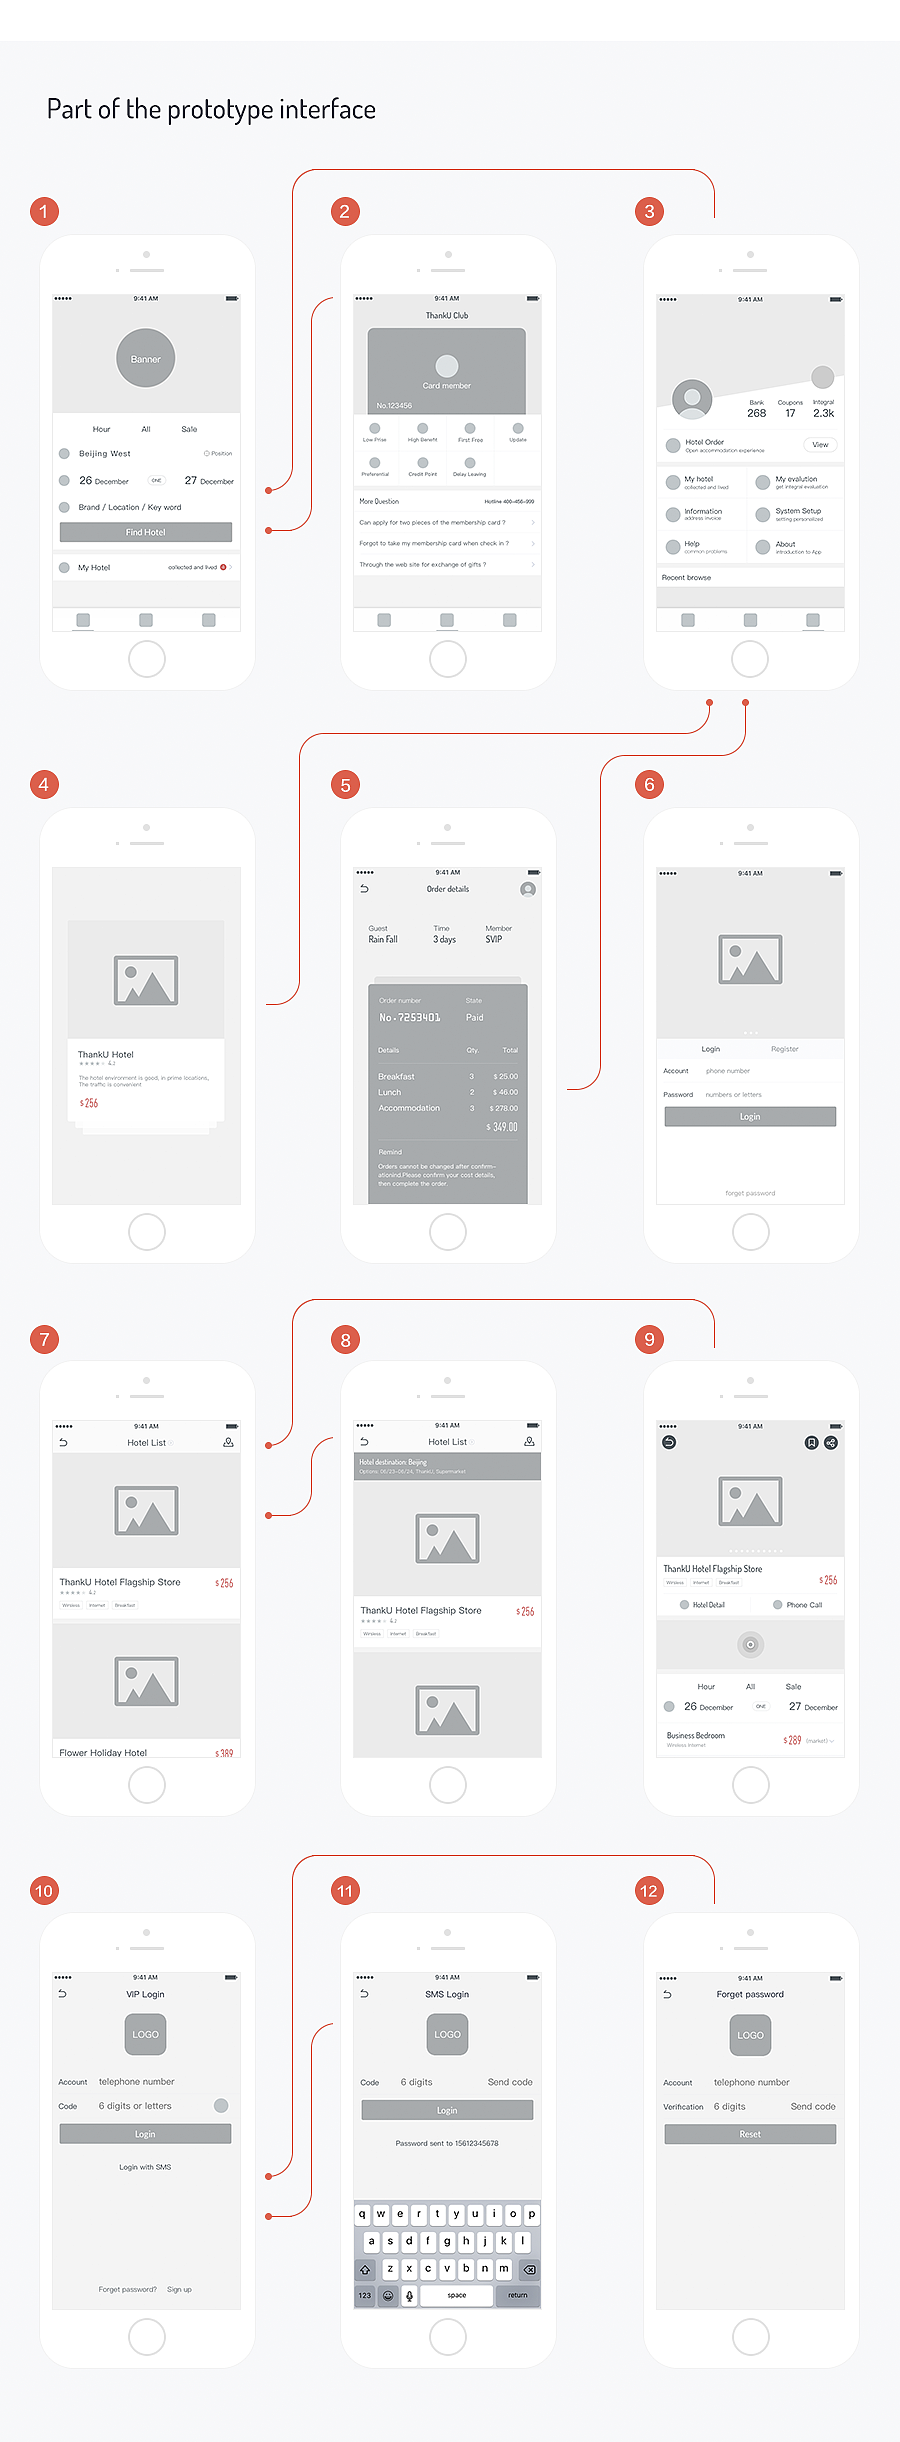 Part of the prototype interface
1
2
3
9:41 AM
Banner
Hour All Sale
Beijing West Position
26 December ONE 27 December
Brand / Location / Key word
Find Hotel
My Hotel collected and lived
9:41 AM
ThankU Club
Card member
No.123456
Low Prise High Benefit First Free Update
Preferential Credit Point Delay Leaving
More Question Hotline 400-456-999
Can apply for two pieces of the membership card ?
Forgot to take my membership card when check in ?
Through the web site for exchange of gifts ?
9:41 AM
Bank Coupons Integral
268 17 2.3k
Hotel Order
Open accommodation experience
View
My hotel My evalution
collected and lived get integral evaluation
Information System Setup
address invoice setting personalized
Help About
common problems introduction to App
Recent browse
4
5
6
ThankU Hotel
4.2
The hotel environment is good, in prime locations,
The traffic is convenient
$256
9:41 AM
Order details
Guest Time Member
Rain Fall 3 days SVIP
Order number State
No.7253401 Paid
Details Qty. Total
Breakfast 3 $ 25.00
Lunch 2 $ 46.00
Accommodation 3 $ 278.00
$ 349.00
Remind
Orders cannot be changed after confirm-
ationind.Please confirm your cost details,
then complete the order.
9:41 AM
Login Register
Account phone number
Password numbers or letters
Login
forget password
7
8
9
9:41 AM
Hotel List
ThankU Hotel Flagship Store $256
4.2
Wireless Internet Breakfast
Flower Holiday Hotel $389
9:41 AM
Hotel List
Hotel destination: Beijing
Options: 06/23-06/24, ThankU, Supermarket
ThankU Hotel Flagship Store $256
4.2
Wireless Internet Breakfast
9:41 AM
ThankU Hotel Flagship Store
Wireless Internet Breakfast
$256
Hotel Detail Phone Call
Hour All Sale
26 December ONE 27 December
Business Bedroom
Wireless Internet
$289 (market)
10
11
12
9:41 AM
VIP Login
LOGO
Account telephone number
Code 6 digits or letters
Login
Login with SMS
Forget password? Sign up
9:41 AM
SMS Login
LOGO
Code 6 digits Send code
Login
Password sent to 15612345678
q w e r t y u i o p
a s d f g h j k l
z x c v b n m
123 space return
9:41 AM
Forget password
LOGO
Account telephone number
Verification 6 digits Send code
Reset